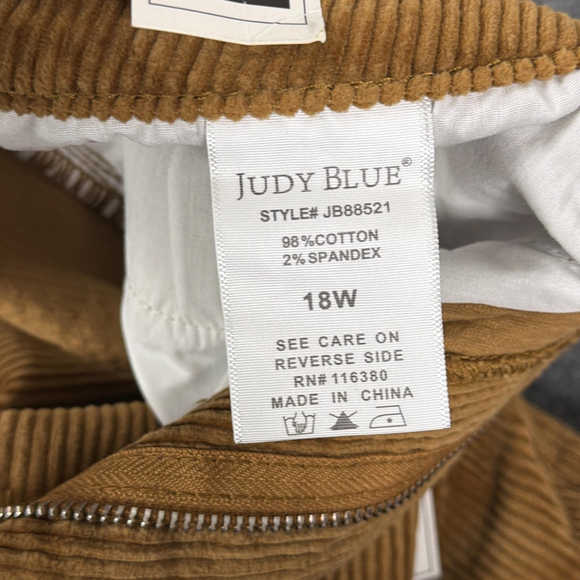 JUDY BLUE®
STYLE# JB88521
98%COTTON
2%SPANDEX
18W
SEE CARE ON
REVERSE SIDE
RN# 116380
MADE IN CHINA